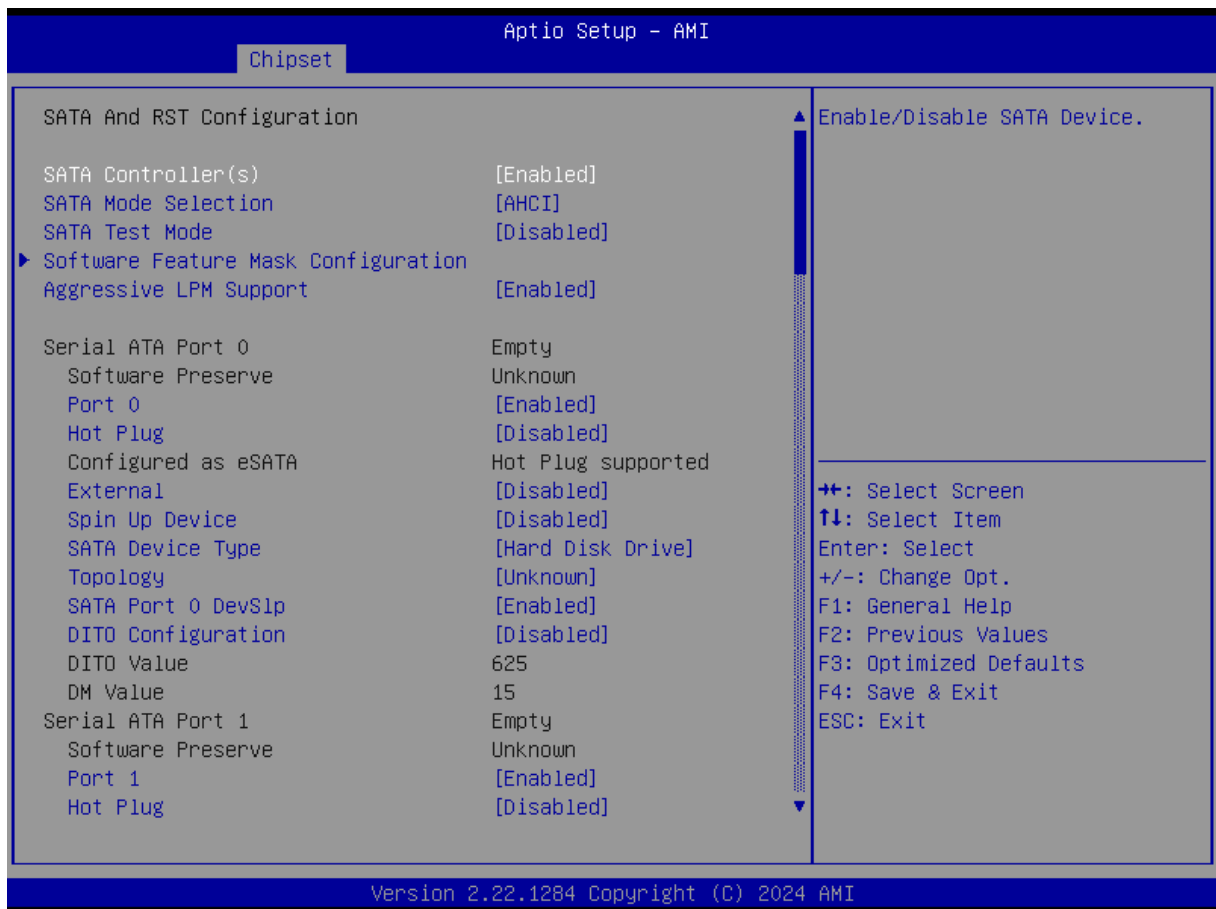 Aptio Setup – AMI
Chipset
SATA And RST Configuration
SATA Controller(s) [Enabled]
SATA Mode Selection [AHCI]
SATA Test Mode [Disabled]
Software Feature Mask Configuration
Aggressive LPM Support [Enabled]
Serial ATA Port 0 Empty
Software Preserve Unknown
Port 0 [Enabled]
Hot Plug [Disabled]
Configured as eSATA Hot Plug supported
External [Disabled]
Spin Up Device [Disabled]
SATA Device Type [Hard Disk Drive]
Topology [Unknown]
SATA Port 0 DevSlp [Enabled]
DITO Configuration [Disabled]
DITO Value 625
DM Value 15
Serial ATA Port 1 Empty
Software Preserve Unknown
Port 1 [Enabled]
Hot Plug [Disabled]
Enable/Disable SATA Device.
→←: Select Screen
↑↓: Select Item
Enter: Select
+/-: Change Opt.
F1: General Help
F2: Previous Values
F3: Optimized Defaults
F4: Save & Exit
ESC: Exit
Version 2.22.1284 Copyright (C) 2024 AMI